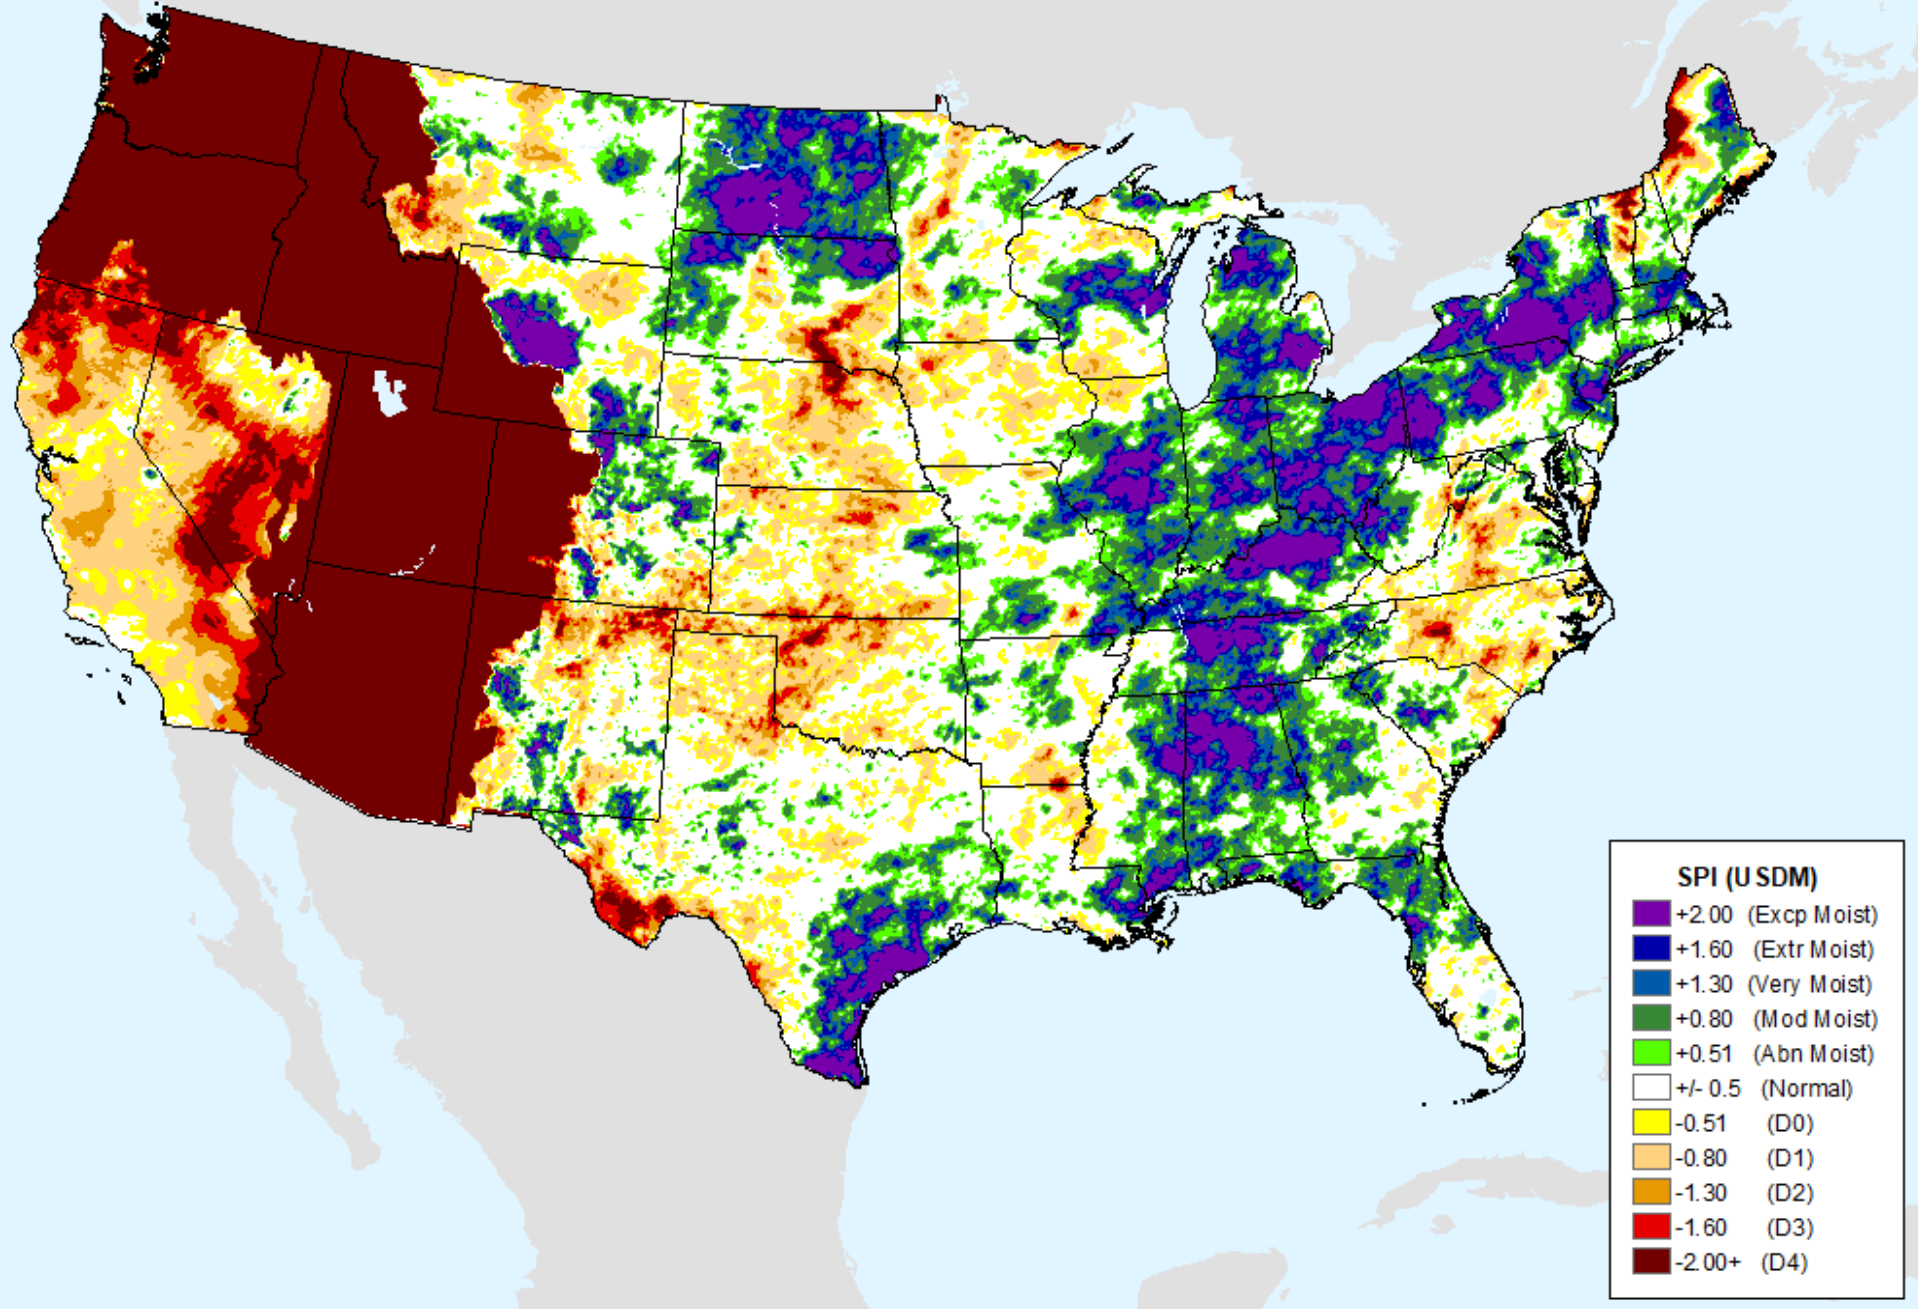 SPI (USDM)
+2.00 (Excp Moist)
+1.60 (Extr Moist)
+1.30 (Very Moist)
+0.80 (Mod Moist)
+0.51 (Abn Moist)
+/- 0.5 (Normal)
-0.51 (D0)
-0.80 (D1)
-1.30 (D2)
-1.60 (D3)
-2.00+ (D4)